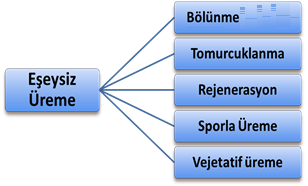 Eşeysiz
Üreme
Bölünme
Tomurcuklanma
Rejenerasyon
Sporla Üreme
Vejetatif üreme